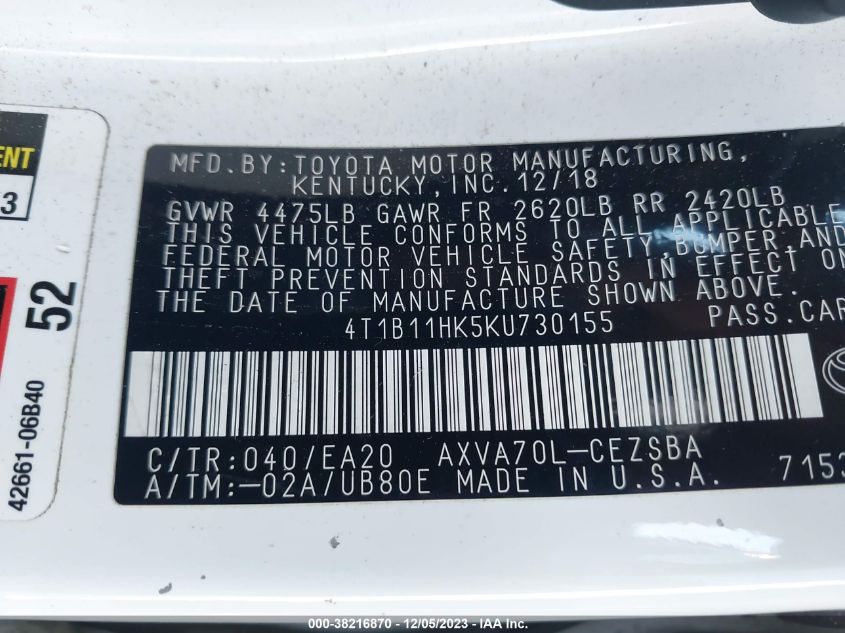 ENT
3
52
42661-06B40
MFD.BY:TOYOTA MOTOR MANUFACTURING,
KENTUCKY,INC.12/18
GVWR 4475LB GAWR FR 2620LB RR 2420LB
THIS VEHICLE CONFORMS TO ALL APPLICABLE
FEDERAL MOTOR VEHICLE SAFETY,BUMPER,AND
THEFT PREVENTION STANDARDS IN EFFECT ON
THE DATE OF MANUFACTURE SHOWN ABOVE.
4T1B11HK5KU730155 PASS.CAR
C/TR:040/EA20 AXVA70L-CEZSBA
A/TM:-02A/UB80E MADE IN U.S.A. 7153
000-38216870 - 12/05/2023 - IAA Inc.